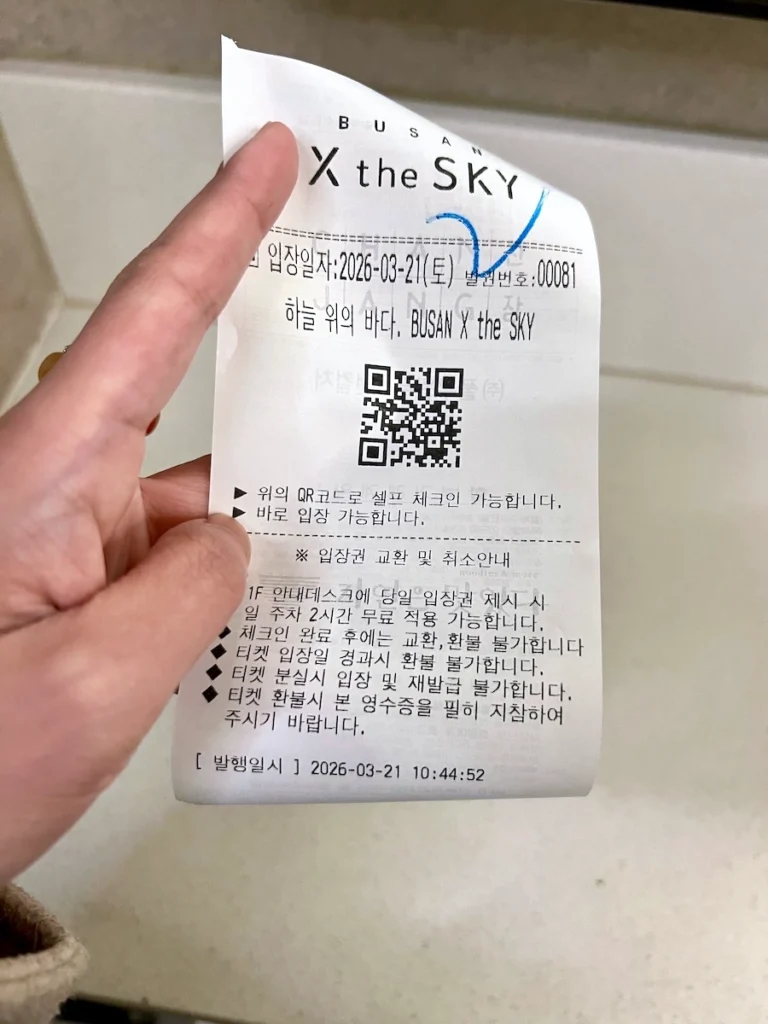 BUSAN
X the SKY
입장일자:2026-03-21(토) 발권번호:00081
하늘 위의 바다. BUSAN X the SKY
▶ 위의 QR코드로 셀프 체크인 가능합니다.
▶ 바로 입장 가능합니다.
※ 입장권 교환 및 취소안내
1F 안내데스크에 당일 입장권 제시 시
일 주차 2시간 무료 적용 가능합니다.
◆ 체크인 완료 후에는 교환,환불 불가합니다
◆ 티켓 입장일 경과시 환불 불가합니다.
◆ 티켓 분실시 입장 및 재발급 불가합니다.
◆ 티켓 환불시 본 영수증을 필히 지참하여
주시기 바랍니다.
[ 발행일시 ] 2026-03-21 10:44:52